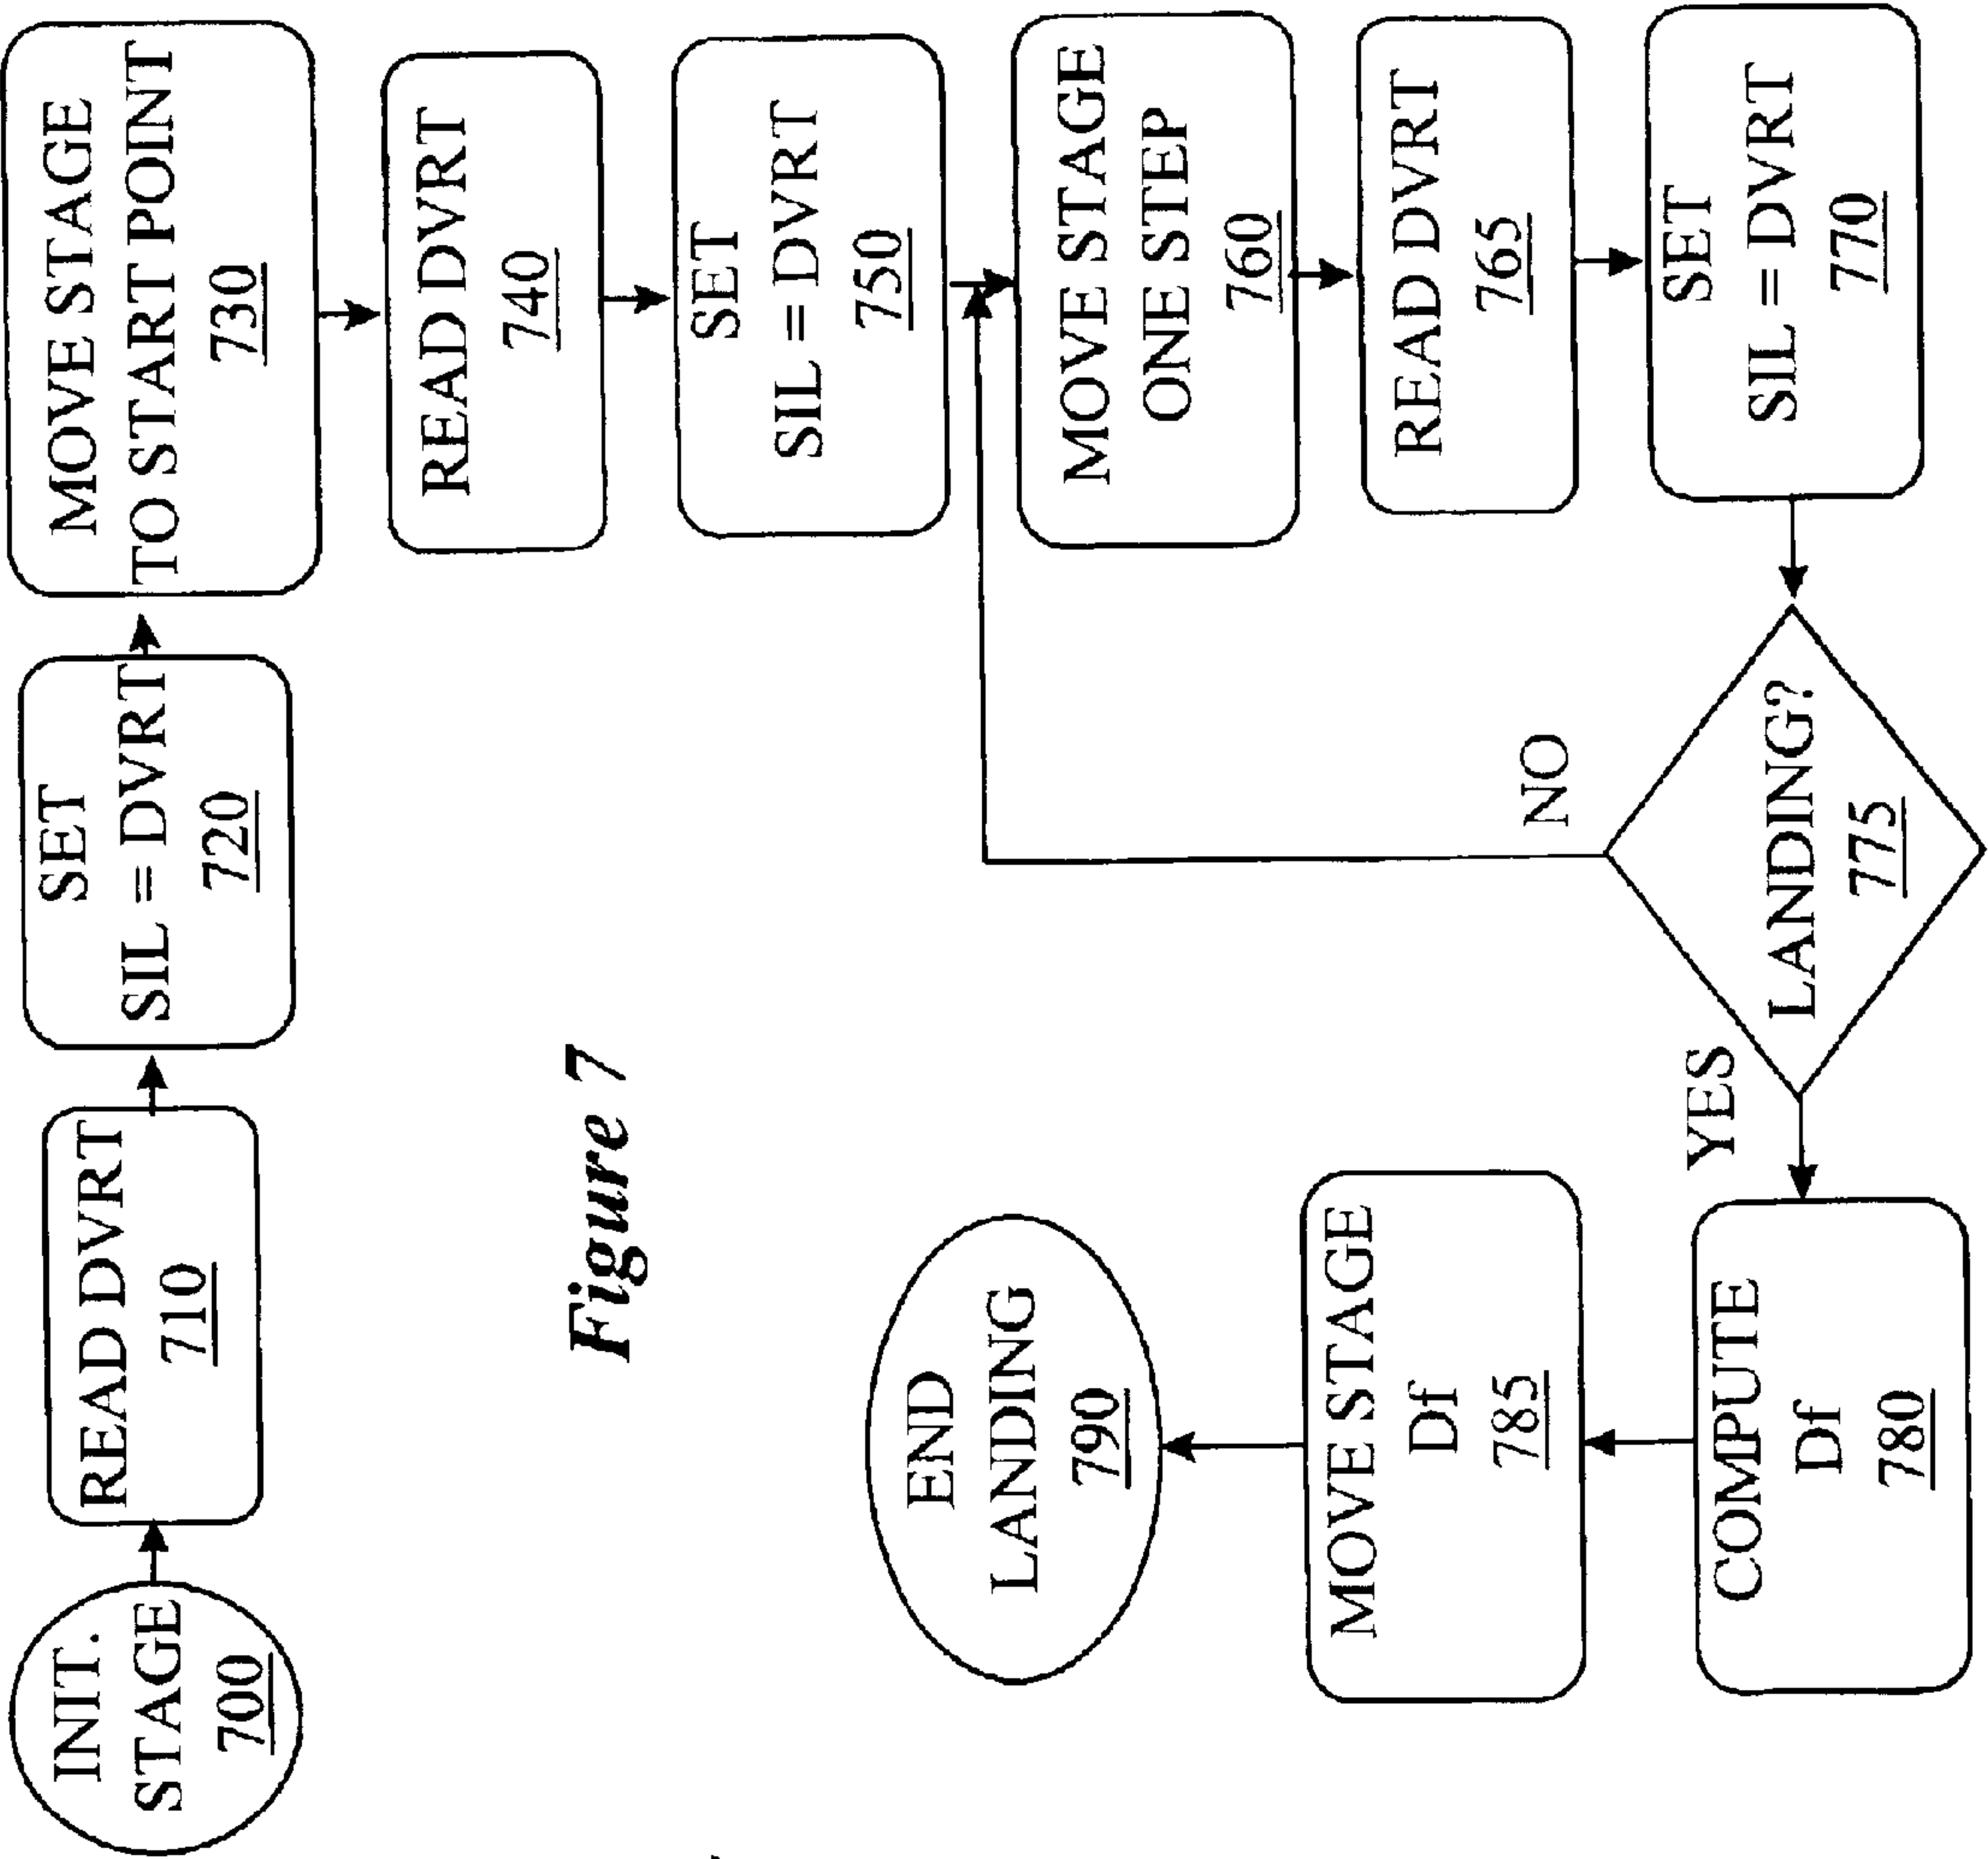 INIT.
STAGE
700
READ DVRT
710
SET
SIL = DVRT
720
MOVE STAGE
TO START POINT
730
READ DVRT
740
SET
SIL = DVRT
750
MOVE STAGE
ONE STEP
760
READ DVRT
765
SET
SIL = DVRT
770
LANDING?
775
NO
YES
COMPUTE
Df
780
MOVE STAGE
Df
785
END
LANDING
790
Figure 7